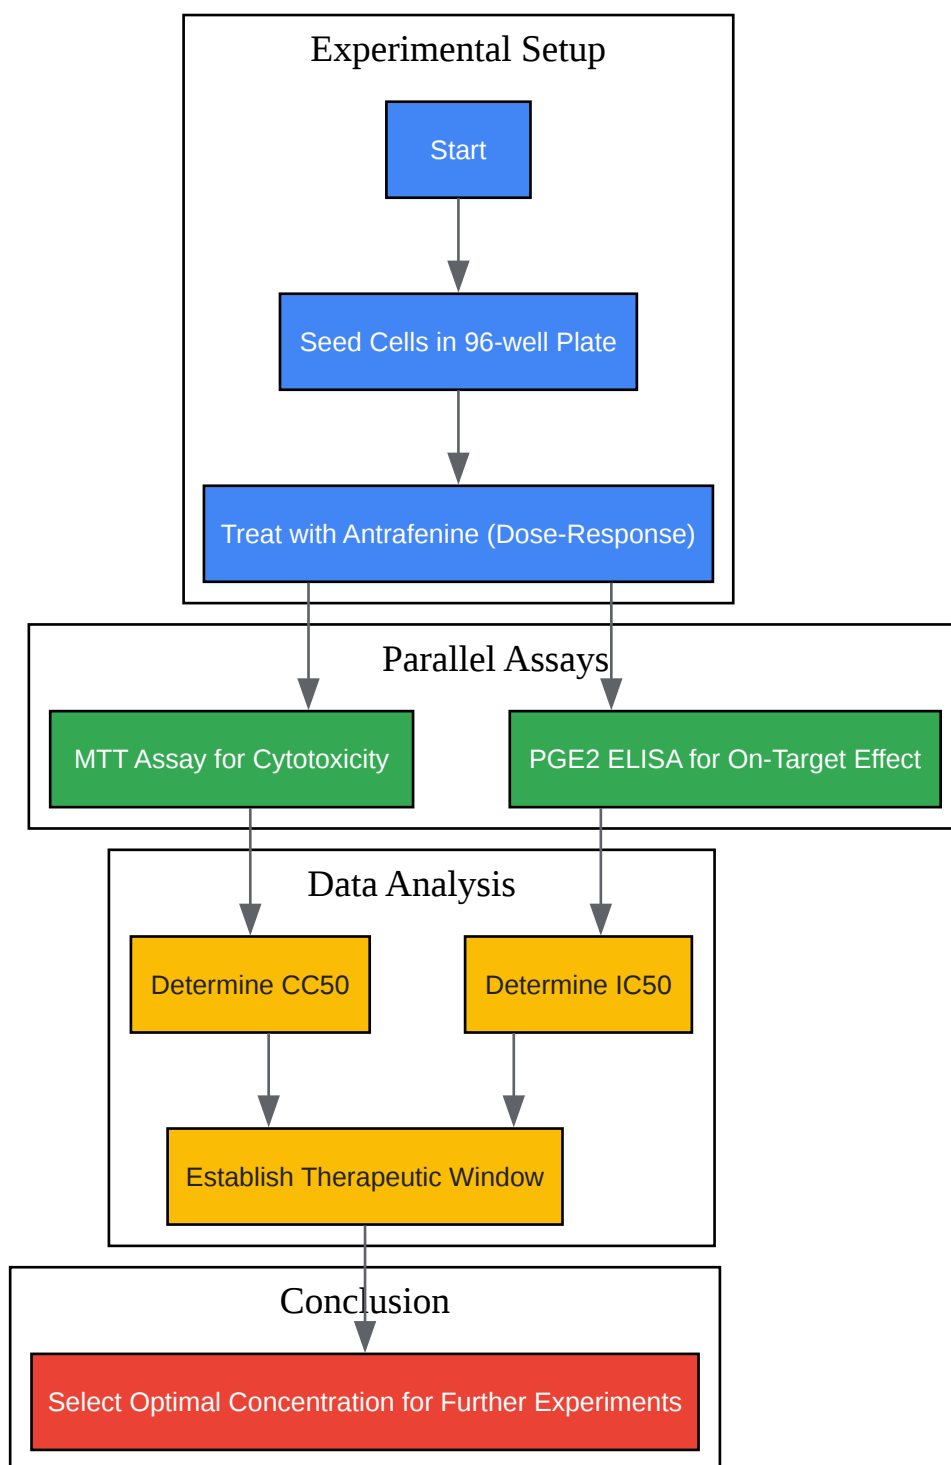 Experimental Setup
Start
Seed Cells in 96-well Plate
Treat with Antrafenine (Dose-Response)
Parallel Assays
MTT Assay for Cytotoxicity
PGE2 ELISA for On-Target Effect
Data Analysis
Determine CC50
Determine IC50
Establish Therapeutic Window
Conclusion
Select Optimal Concentration for Further Experiments